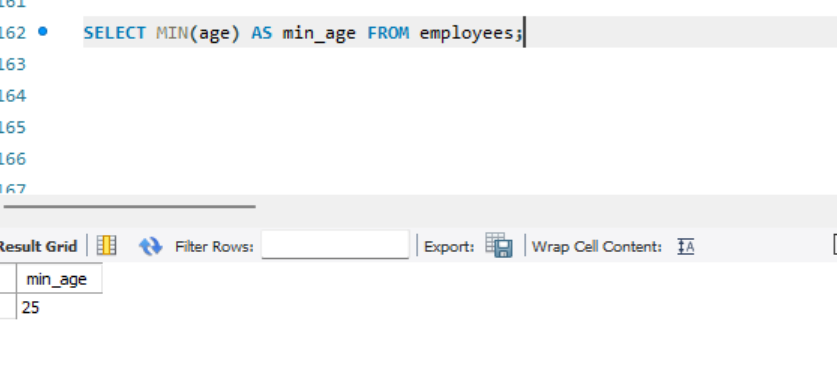 161
162 SELECT MIN(age) AS min_age FROM employees;
163
164
165
166
167
Result Grid Filter Rows: Export: Wrap Cell Content:
min_age
25